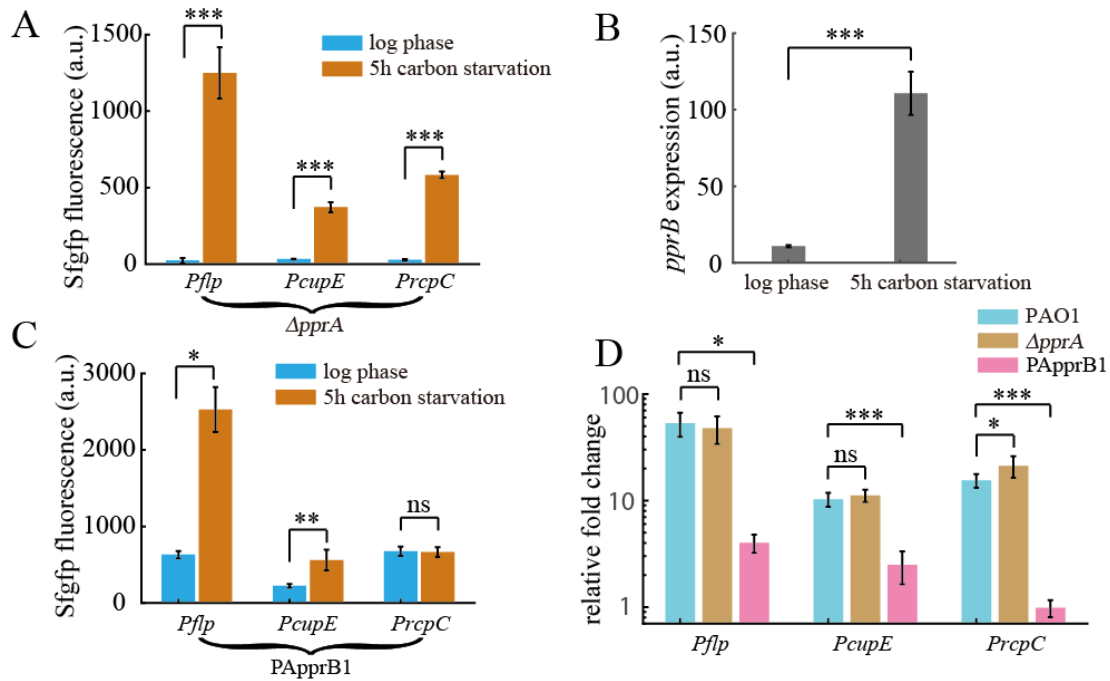 A
Sfgfp fluorescence (a.u.)
1500
1000
500
0
***
***
***
log phase
5h carbon starvation
Pflp
PcupE
PrcpC
ΔpprA
B
pprB expression (a.u.)
150
100
50
0
***
log phase
5h carbon starvation
C
Sfgfp fluorescence (a.u.)
3000
2000
1000
0
*
**
ns
log phase
5h carbon starvation
Pflp
PcupE
PrcpC
PApprB1
D
PAO1
ΔpprA
PApprB1
relative fold change
100
10
1
*
ns
***
ns
***
*
Pflp
PcupE
PrcpC